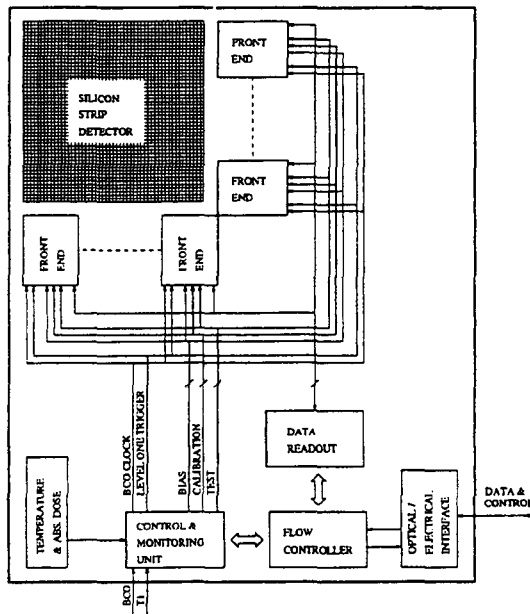 FRONT
END
SILICON
STRIP
DETECTOR
FRONT
END
FRONT
END
FRONT
END
BCO CLOCK
LEVEL ONE TRIGGER
BIAS
CALIBRATION
TEST
DATA
READOUT
TEMPERATURE
& ABS. DOSE
CONTROL &
MONITORING
UNIT
FLOW
CONTROLLER
OPTICAL /
ELECTRICAL
INTERFACE
DATA &
CONTROL
BCO
T1